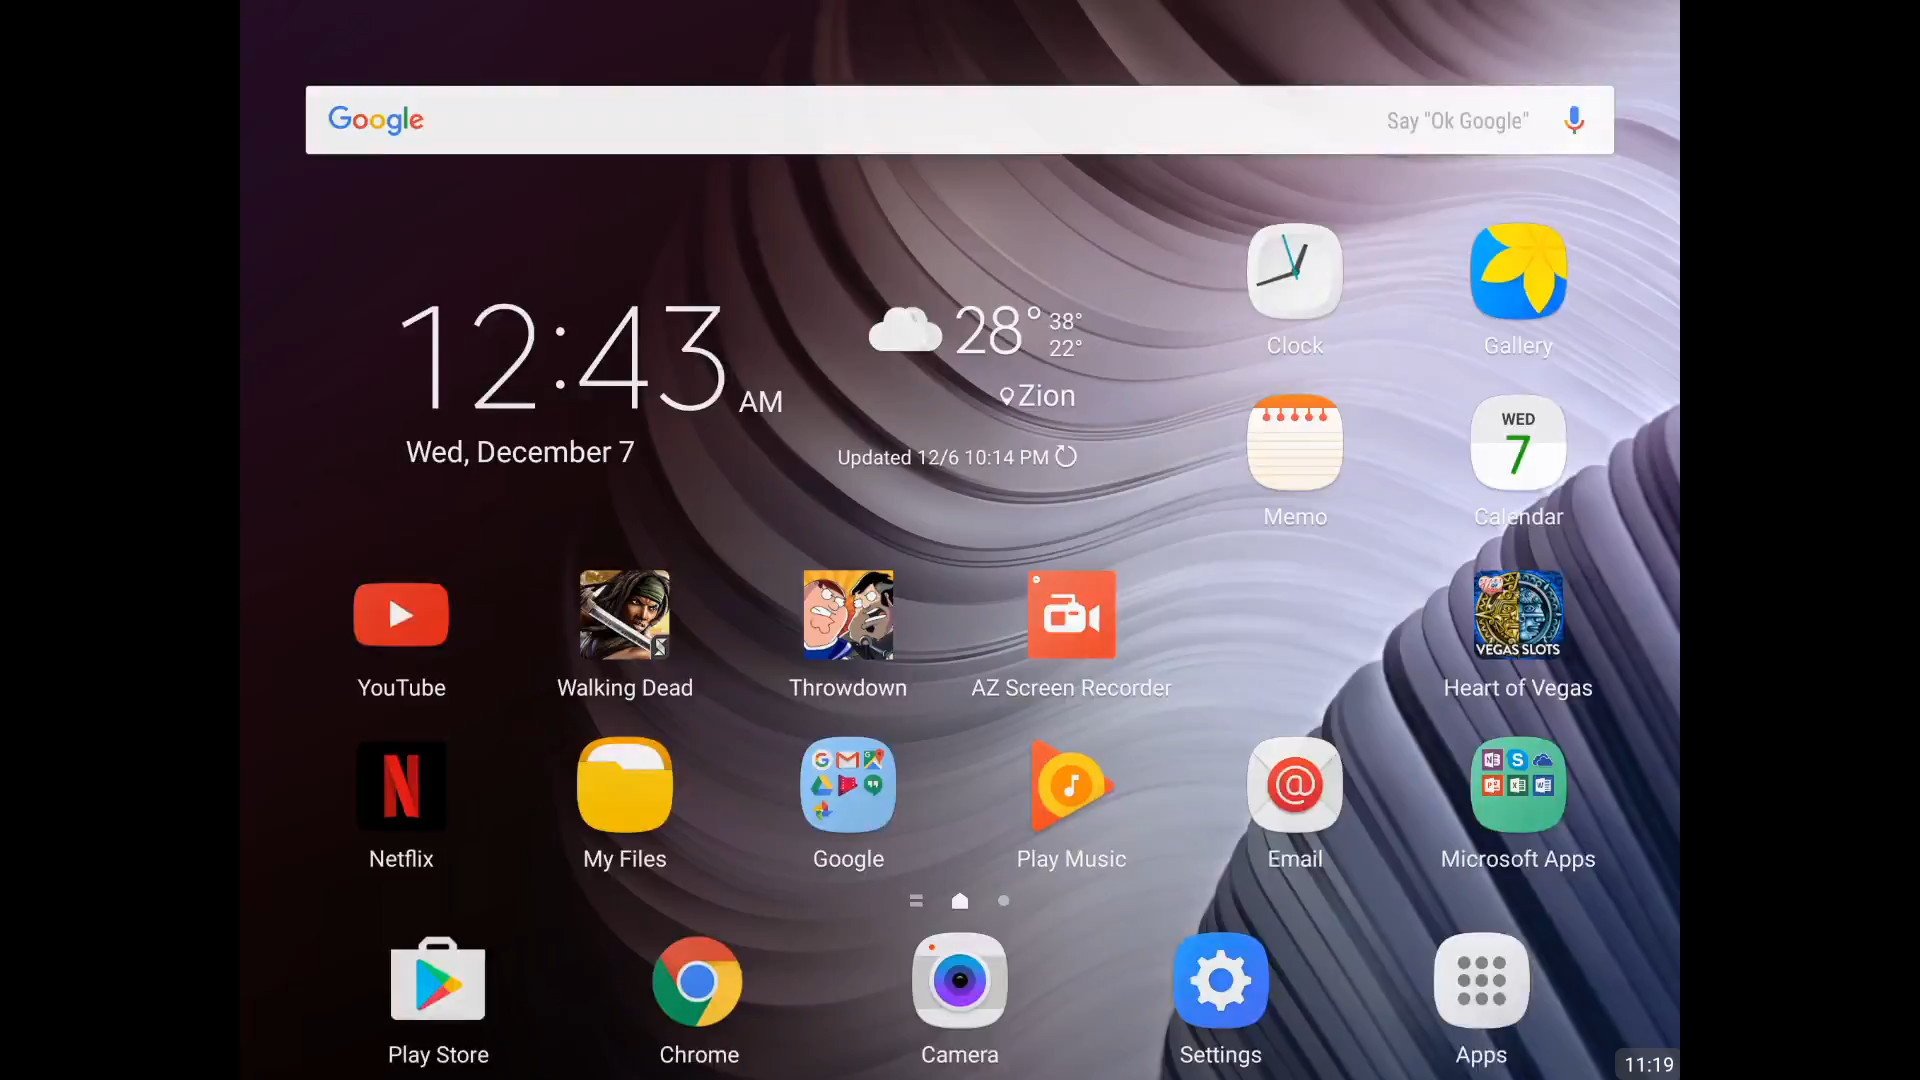 Google
Say "Ok Google"
12:43 AM
Wed, December 7
28° 38°
22°
Zion
Updated 12/6 10:14 PM
Clock
Gallery
WED
7
Memo
Calendar
VEGAS SLOTS
YouTube
Walking Dead
Throwdown
AZ Screen Recorder
Heart of Vegas
Netflix
My Files
Google
Play Music
Email
Microsoft Apps
Play Store
Chrome
Camera
Settings
Apps
11:19